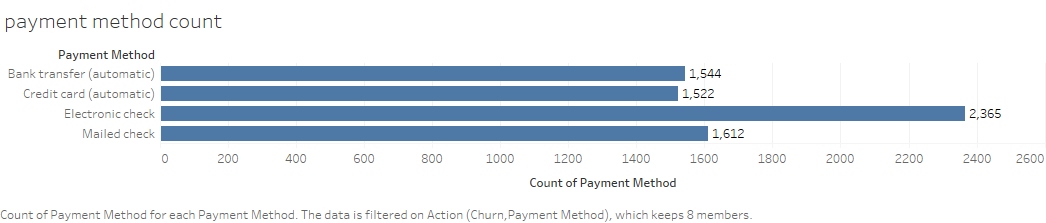 payment method count
Payment Method
Bank transfer (automatic) 1,544
Credit card (automatic) 1,522
Electronic check 2,365
Mailed check 1,612
0 200 400 600 800 1000 1200 1400 1600 1800 2000 2200 2400 2600
Count of Payment Method
Count of Payment Method for each Payment Method. The data is filtered on Action (Churn,Payment Method), which keeps 8 members.